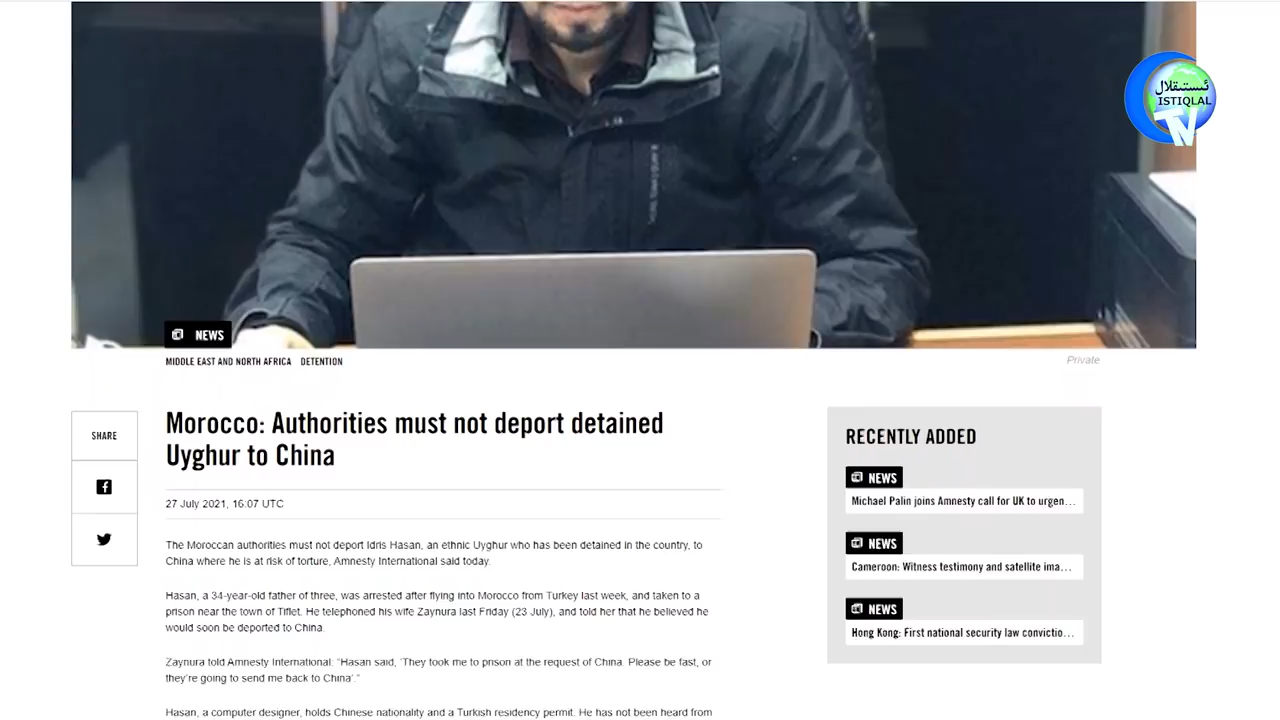 ئىستىقلال
ISTIQLAL
TV
NEWS
MIDDLE EAST AND NORTH AFRICA DETENTION
Private
SHARE
Morocco: Authorities must not deport detained
Uyghur to China
27 July 2021, 16:07 UTC
The Moroccan authorities must not deport Idris Hasan, an ethnic Uyghur who has been detained in the country, to
China where he is at risk of torture, Amnesty International said today.
Hasan, a 34-year-old father of three, was arrested after flying into Morocco from Turkey last week, and taken to a
prison near the town of Tiflet. He telephoned his wife Zaynura last Friday (23 July), and told her that he believed he
would soon be deported to China.
Zaynura told Amnesty International: “Hasan said, ‘They took me to prison at the request of China. Please be fast, or
they’re going to send me back to China’.”
Hasan, a computer designer, holds Chinese nationality and a Turkish residency permit. He has not been heard from
RECENTLY ADDED
NEWS
Michael Palin joins Amnesty call for UK to urgen...
NEWS
Cameroon: Witness testimony and satellite ima...
NEWS
Hong Kong: First national security law convictio...